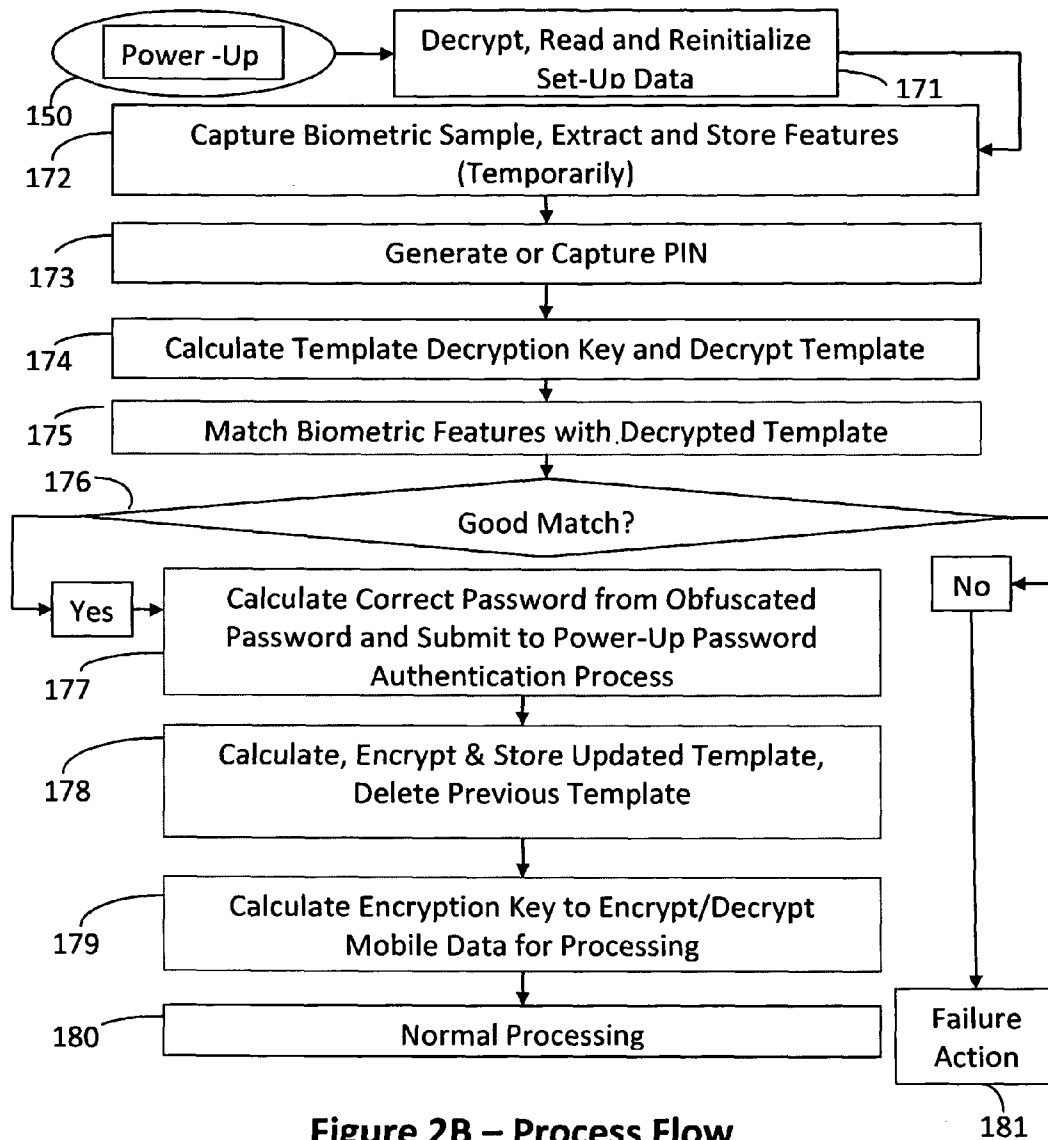 Power -Up
Decrypt, Read and Reinitialize
Set-Up Data
150
171
Capture Biometric Sample, Extract and Store Features
(Temporarily)
172
Generate or Capture PIN
173
Calculate Template Decryption Key and Decrypt Template
174
Match Biometric Features with Decrypted Template
175
176
Good Match?
Yes
No
Calculate Correct Password from Obfuscated
Password and Submit to Power-Up Password
Authentication Process
177
Calculate, Encrypt & Store Updated Template,
Delete Previous Template
178
Calculate Encryption Key to Encrypt/Decrypt
Mobile Data for Processing
179
Normal Processing
180
Failure
Action
181
Figure 2B – Process Flow